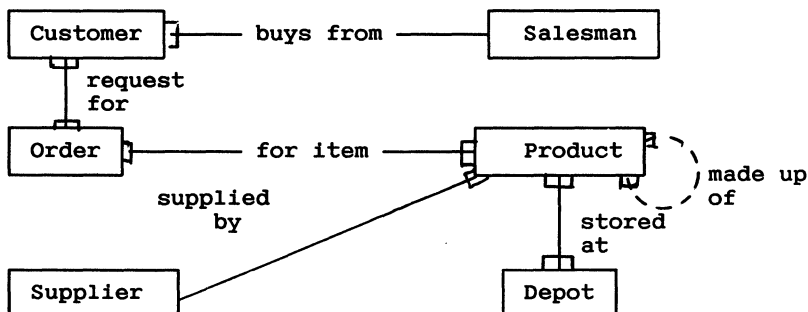 Customer
buys from
Salesman
request
for
Order
for item
Product
made up
of
supplied
by
stored
at
Supplier
Depot